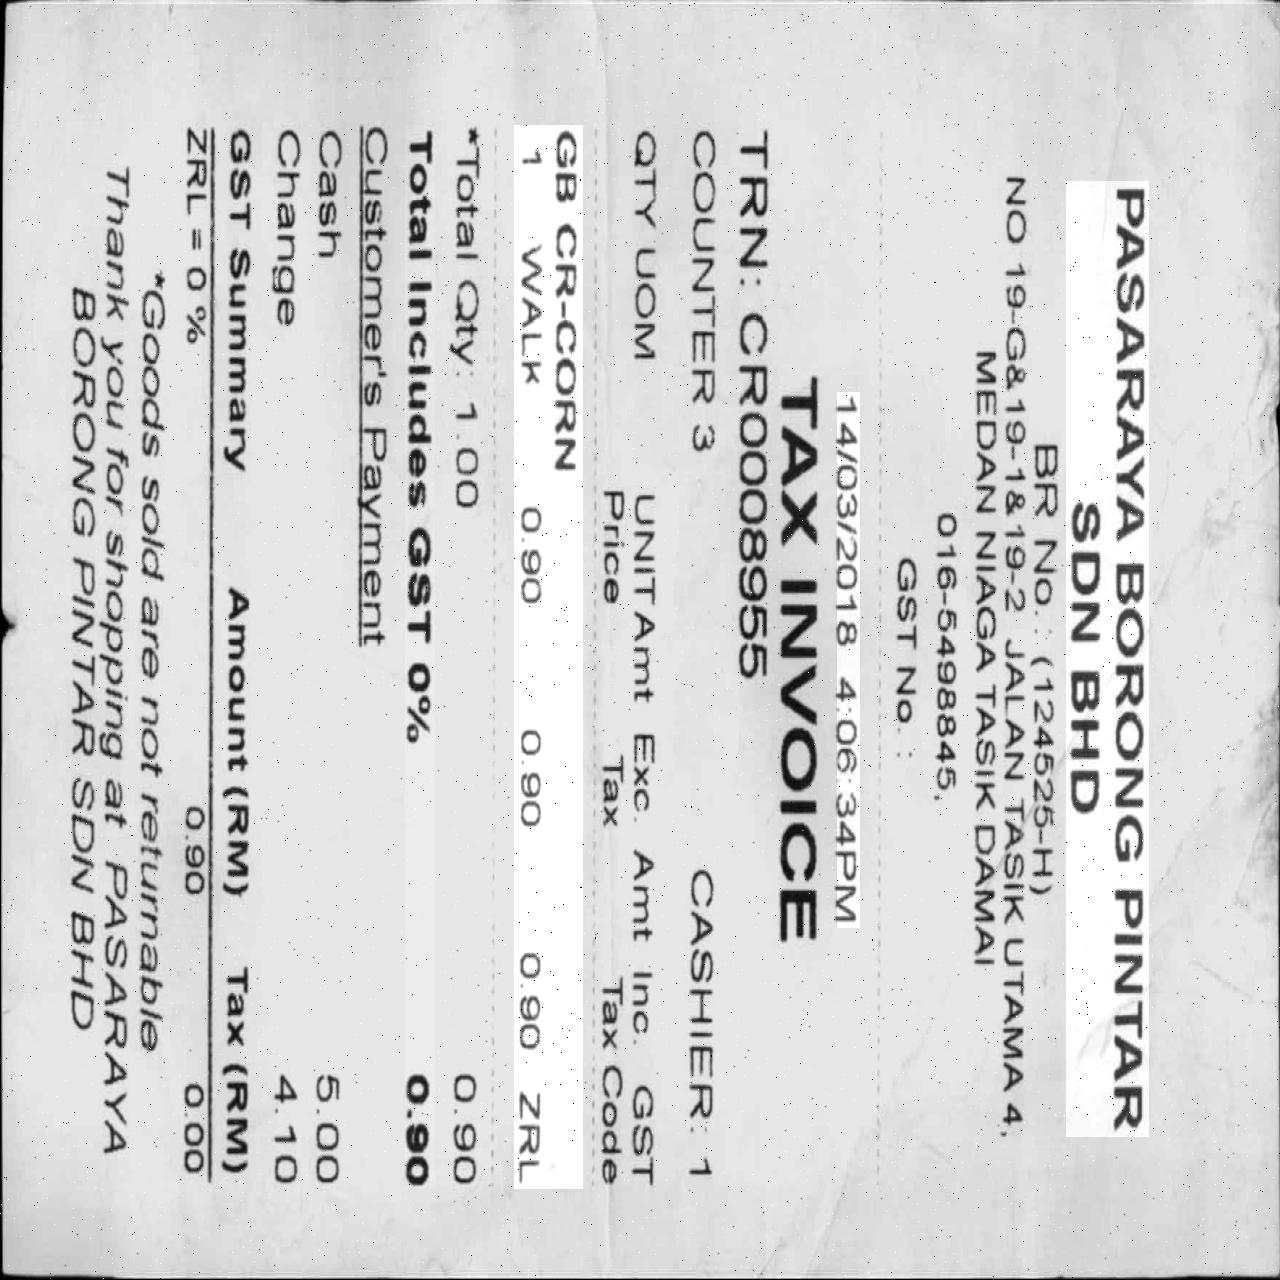 PASARAYA BORONG PINTAR
SDN BHD
BR No. : (124525-H)
NO 19-G&19-1&19-2 JALAN TASIK UTAMA 4,
MEDAN NIAGA TASIK DAMAI
016-5498845,
GST No. :
14/03/2018 4:06:34PM
TAX INVOICE
TRN: CR0008955
COUNTER 3 CASHIER: 1
QTY UOM UNIT Amt Exc. Amt Inc. GST
Price Tax Tax Code
GB CR-CORN
1 WALK 0.90 0.90 0.90 ZRL
*Total Qty: 1.00 0.90
Total Includes GST 0% 0.90
Customer's Payment
Cash 5.00
Change 4.10
GST Summary Amount (RM) Tax (RM)
ZRL = 0 % 0.90 0.00
*Goods sold are not returnable
Thank you for shopping at PASARAYA
BORONG PINTAR SDN BHD